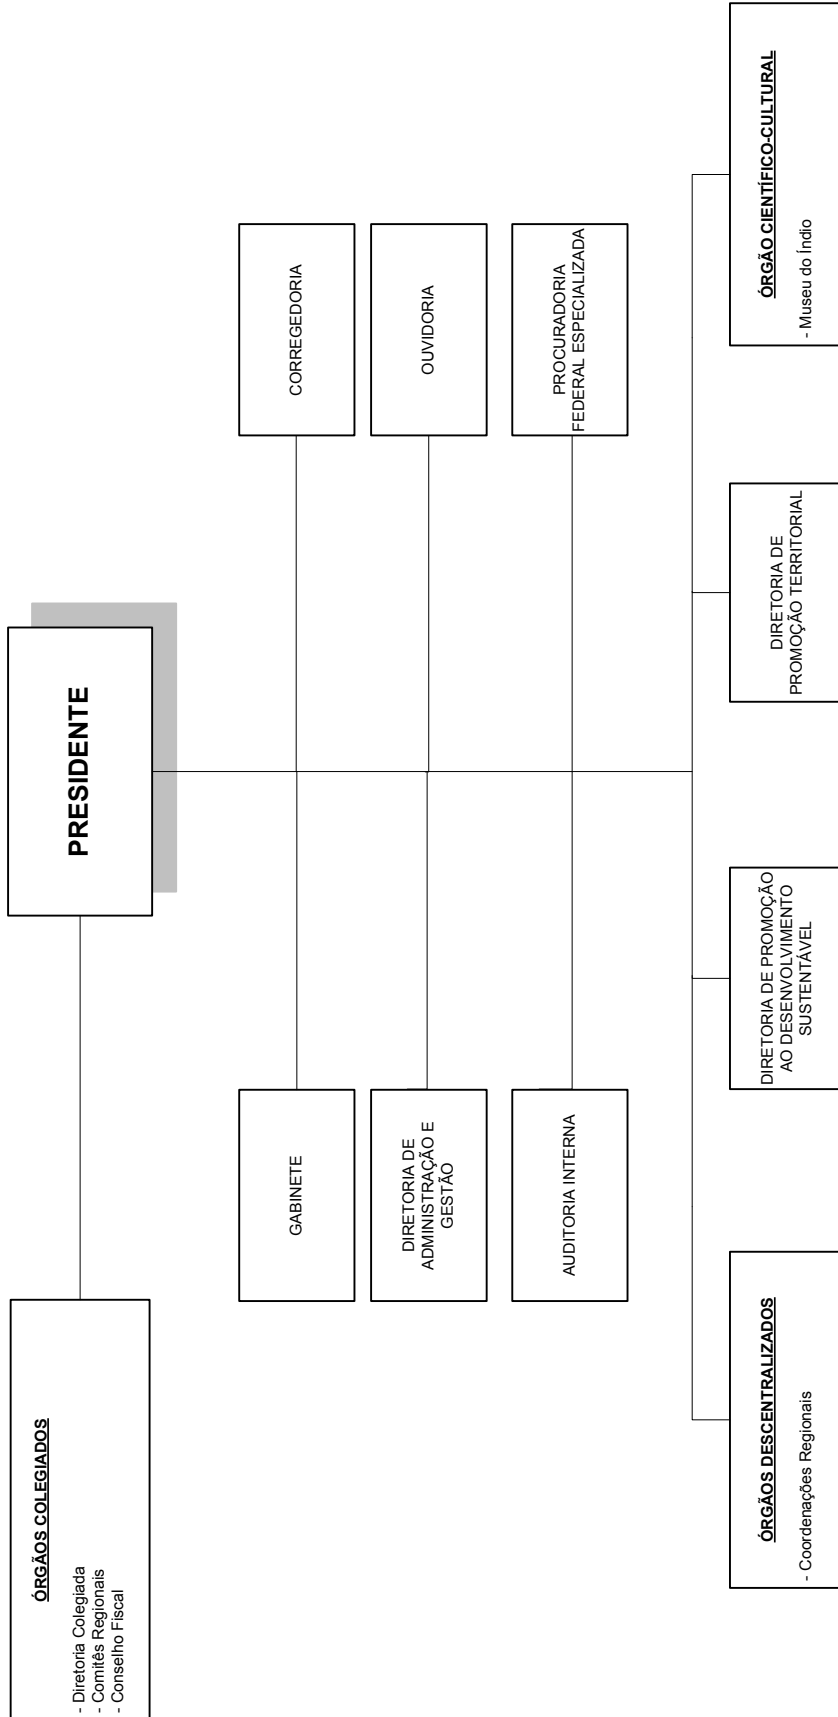 PRESIDENTE
ÓRGÃOS COLEGIADOS
- Diretoria Colegiada
- Comitês Regionais
- Conselho Fiscal
GABINETE
CORREGEDORIA
DIRETORIA DE
ADMINISTRAÇÃO E
GESTÃO
OUVIDORIA
AUDITORIA INTERNA
PROCURADORIA
FEDERAL ESPECIALIZADA
ÓRGÃOS DESCENTRALIZADOS
- Coordenações Regionais
DIRETORIA DE PROMOÇÃO
AO DESENVOLVIMENTO
SUSTENTÁVEL
DIRETORIA DE
PROMOÇÃO TERRITORIAL
ÓRGÃO CIENTÍFICO-CULTURAL
- Museu do Índio